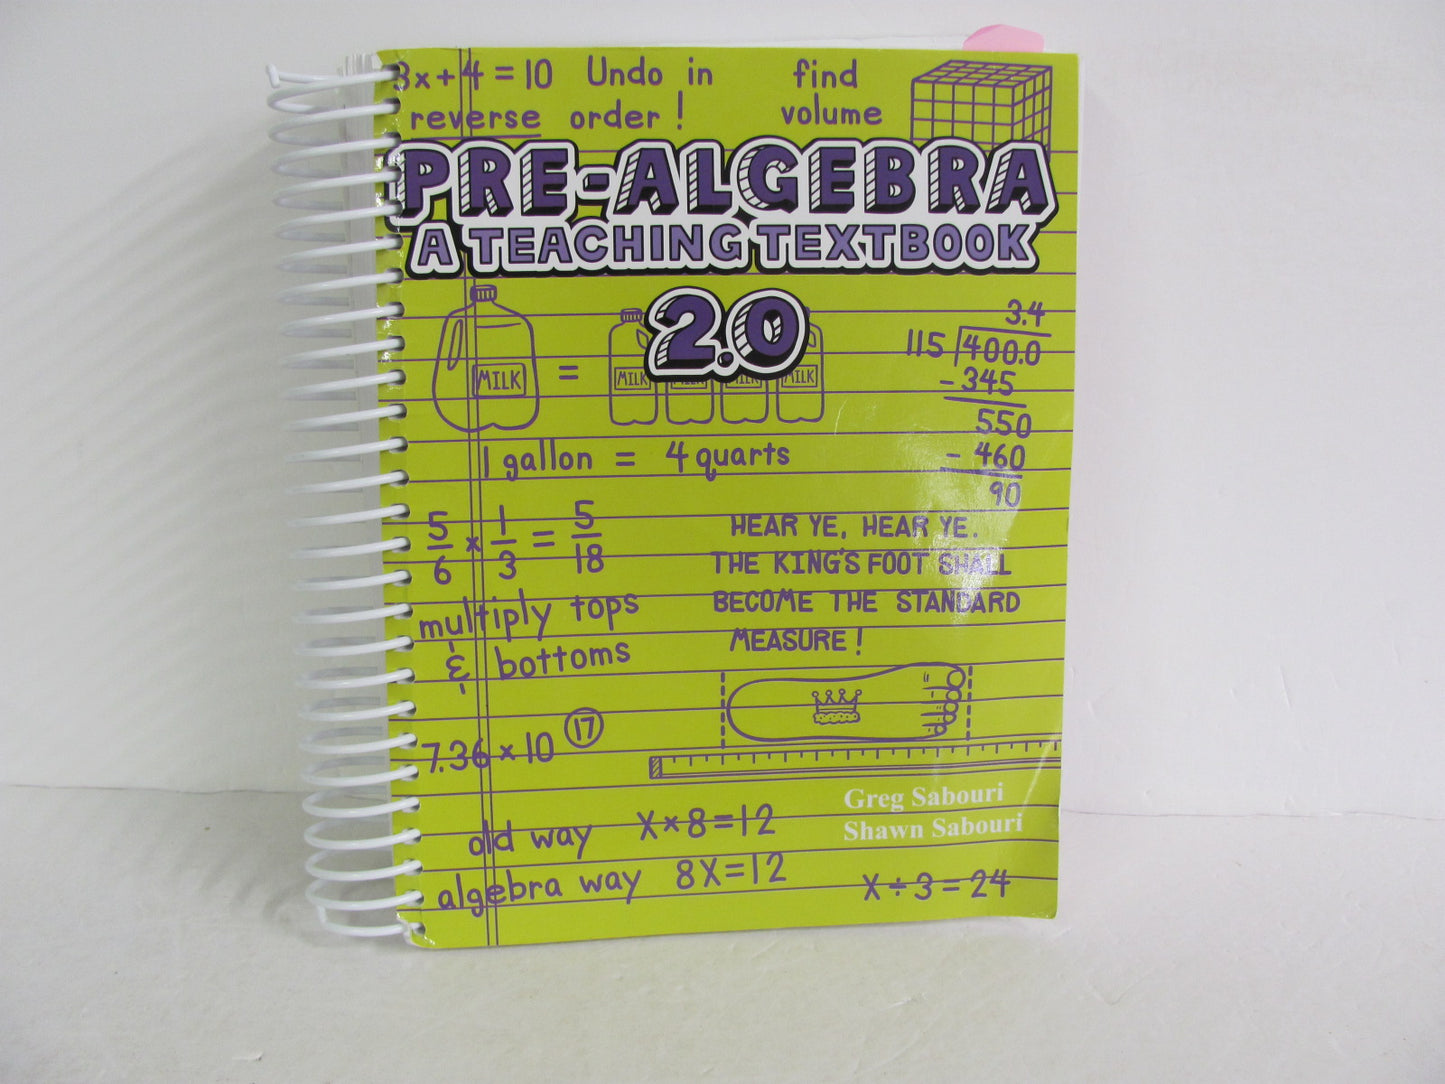 3x + 4 = 10 Undo in
reverse order !
find
volume
PRE-ALGEBRA
A TEACHING TEXTBOOK
2.0
MILK
=
MILK MILK MILK MILK
1 gallon = 4 quarts
3.4
115 400.0
- 345
550
- 460
90
5/6 × 1/3 = 5/18
multiply tops
& bottoms
HEAR YE, HEAR YE.
THE KING'S FOOT SHALL
BECOME THE STANDARD
MEASURE !
7.36 × 10 17
Greg Sabouri
Shawn Sabouri
old way X × 8 = 12
algebra way 8X = 12
X ÷ 3 = 24